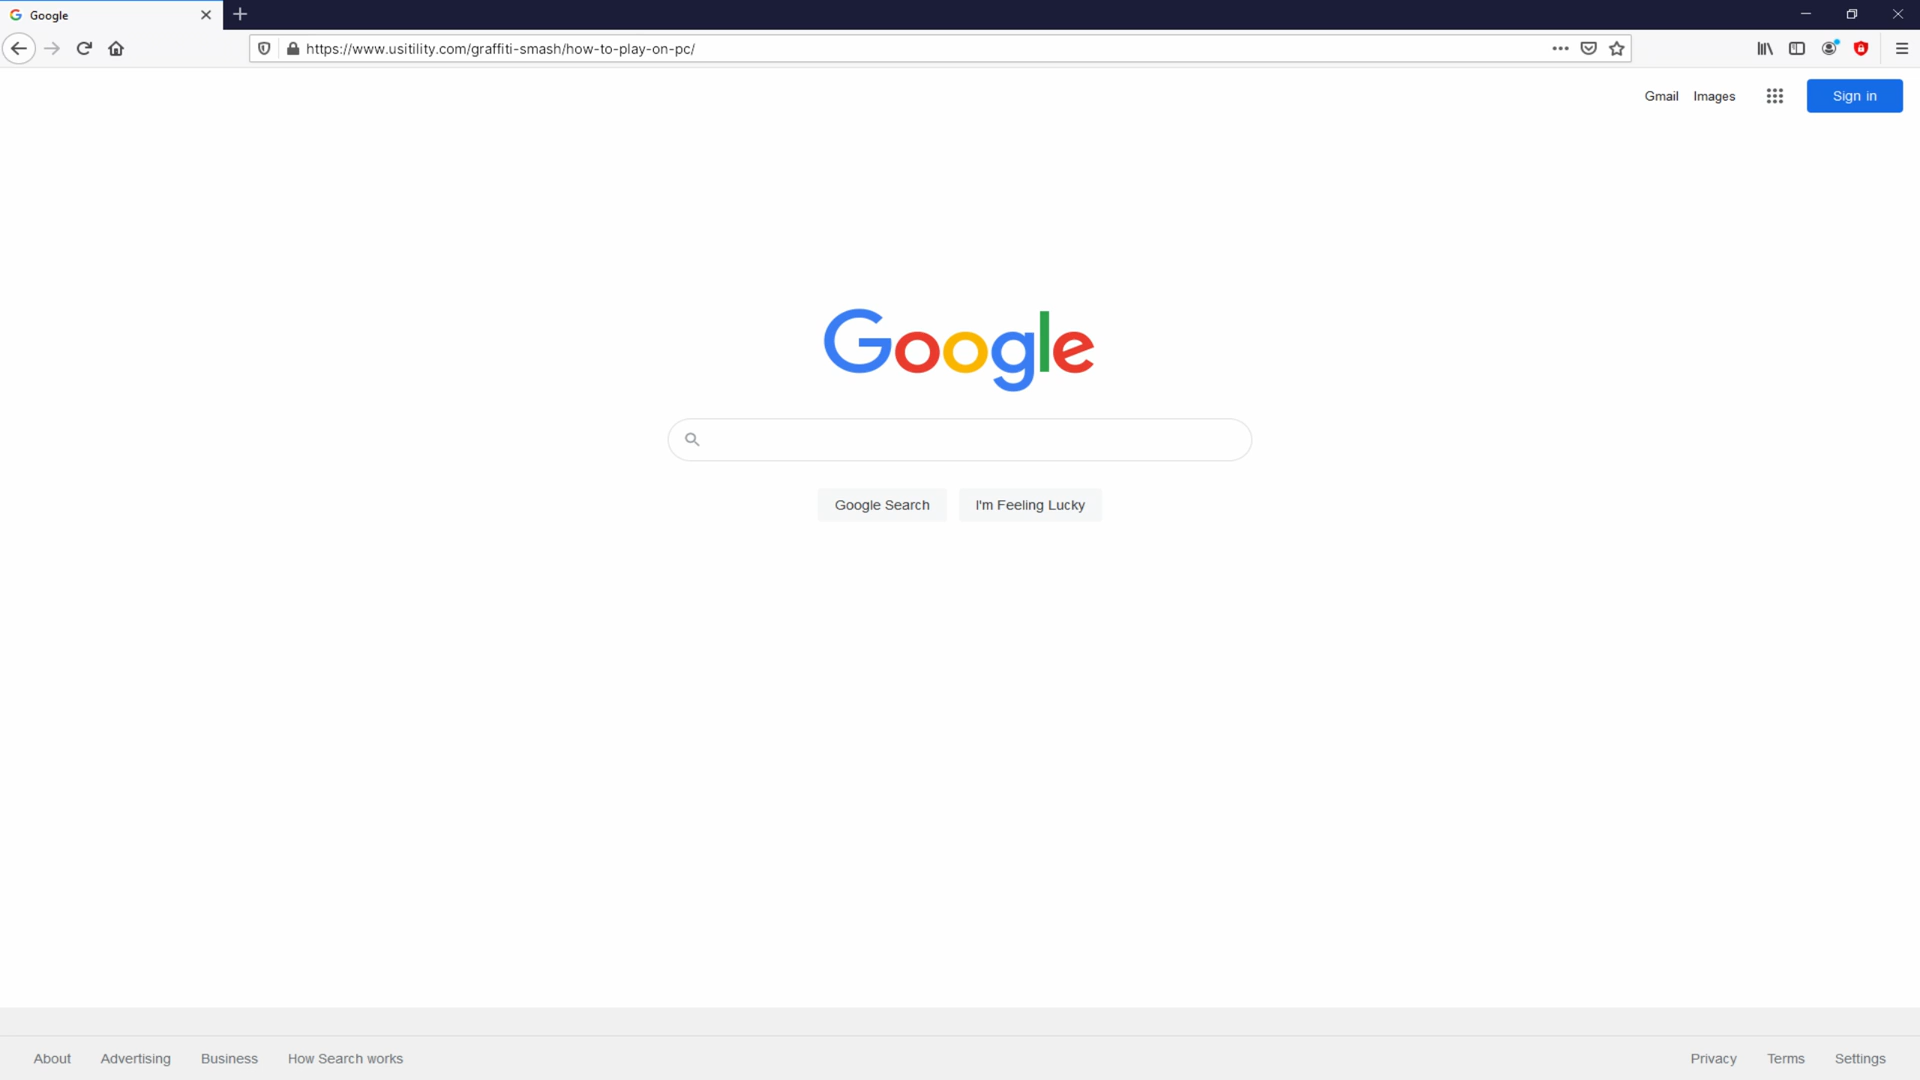 Google
https://www.usitility.com/graffiti-smash/how-to-play-on-pc/
Gmail Images Sign in
Google
Google Search I'm Feeling Lucky
About Advertising Business How Search works Privacy Terms Settings